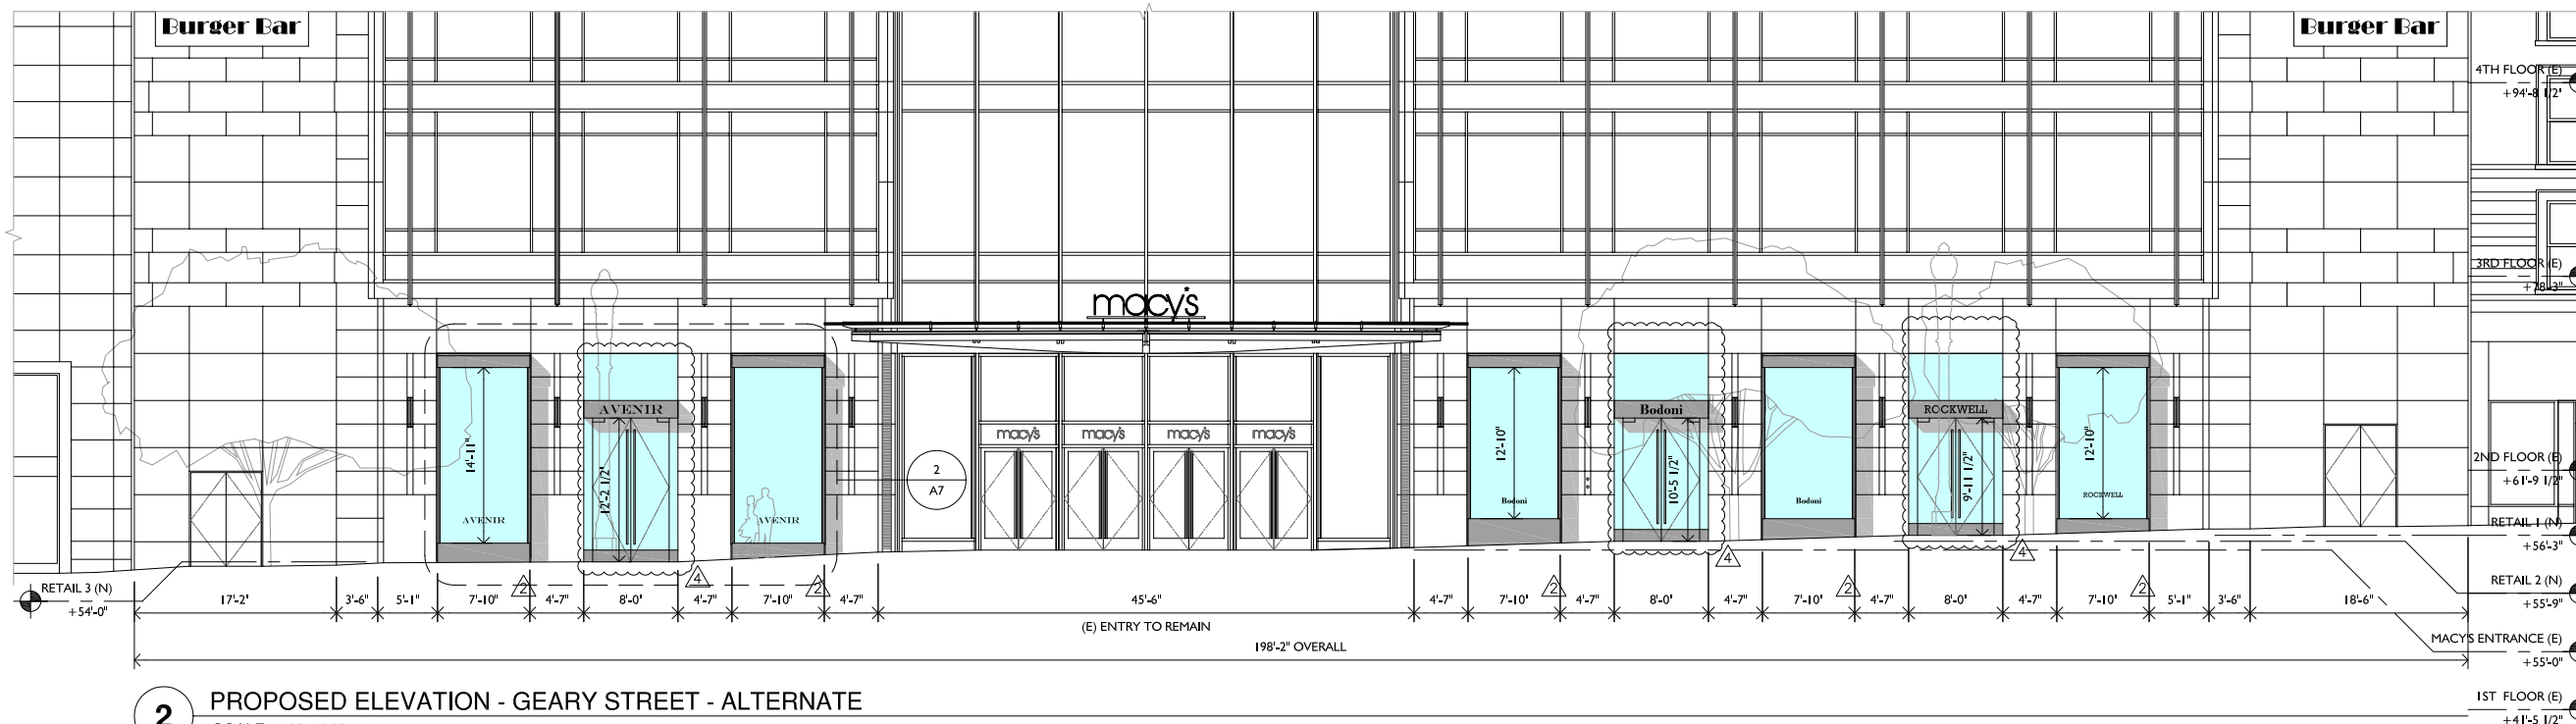 Burger Bar
Burger Bar
4TH FLOOR (E)
+94'-8 1/2"
3RD FLOOR (E)
+78'-3"
macy's
AVENIR
Bodoni
ROCKWELL
macy's macy's macy's macy's
14'-11"
12'-2 1/2"
12'-10"
10'-5 1/2"
9'-11 1/2"
12'-10"
2
A7
2ND FLOOR (E)
+61'-9 1/2"
AVENIR
AVENIR
Bodoni
Bodoni
ROCKWELL
RETAIL 1 (N)
+56'-3"
4
4
4
2
2
2
2
2
RETAIL 3 (N)
+54'-0"
RETAIL 2 (N)
+55'-9"
17'-2" 3'-6" 5'-1" 7'-10" 4'-7" 8'-0" 4'-7" 7'-10" 4'-7" 45'-6" 4'-7" 7'-10" 4'-7" 8'-0" 4'-7" 7'-10" 4'-7" 8'-0" 4'-7" 7'-10" 5'-1" 3'-6" 18'-6"
(E) ENTRY TO REMAIN
MACY'S ENTRANCE (E)
+55'-0"
198'-2" OVERALL
2
PROPOSED ELEVATION - GEARY STREET - ALTERNATE
1ST FLOOR (E)
+41'-5 1/2"